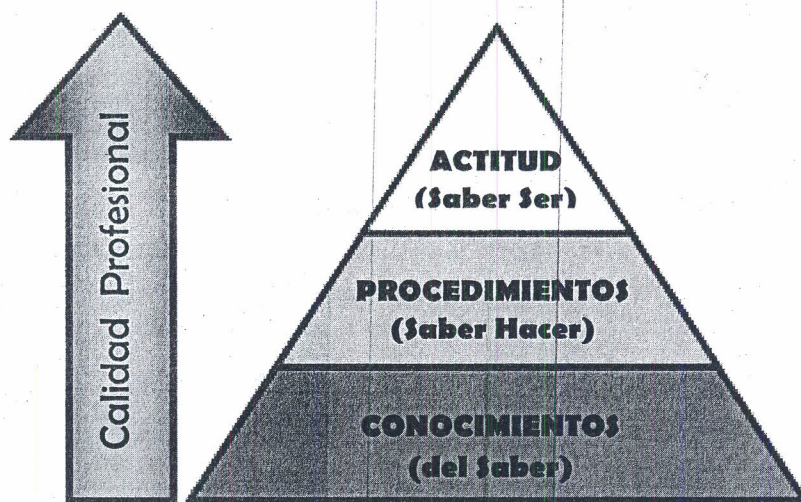 Calidad Profesional
ACTITUD
(Saber Ser)
PROCEDIMIENTOS
(Saber Hacer)
CONOCIMIENTOS
(del Saber)